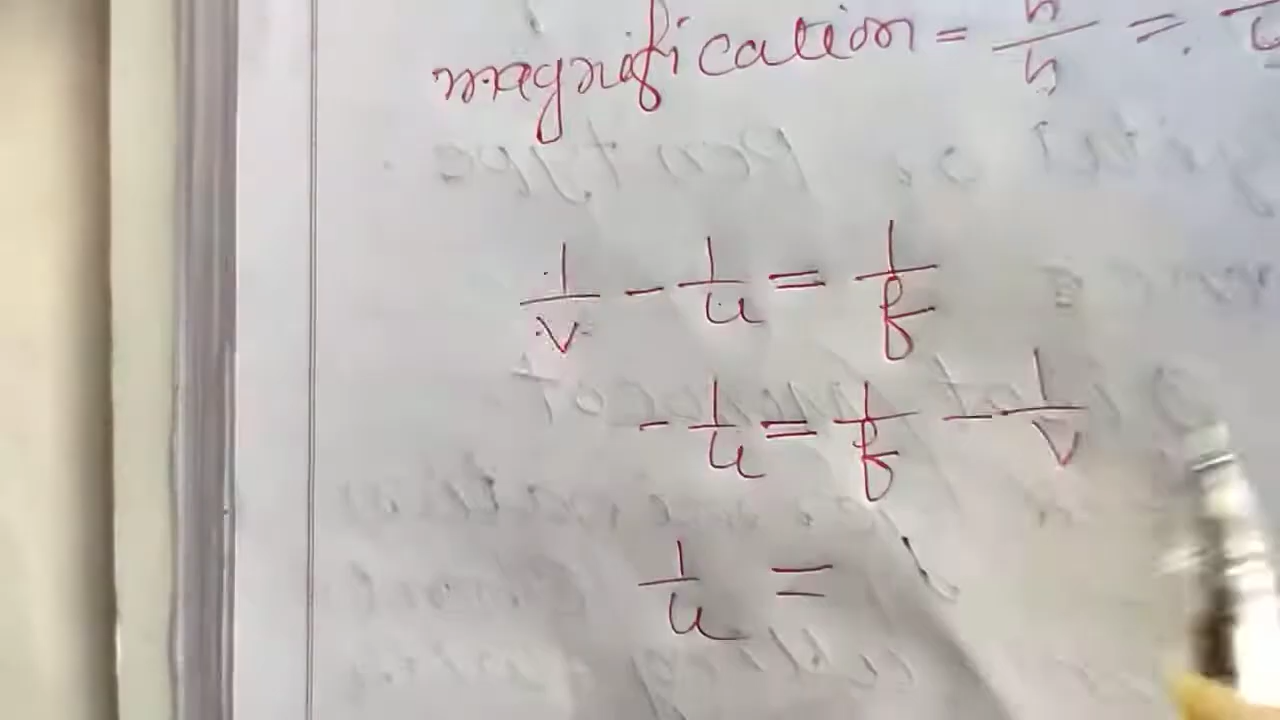 magnification = h/h =
1/v - 1/u = 1/f
- 1/u = 1/f - 1/v
1/u =